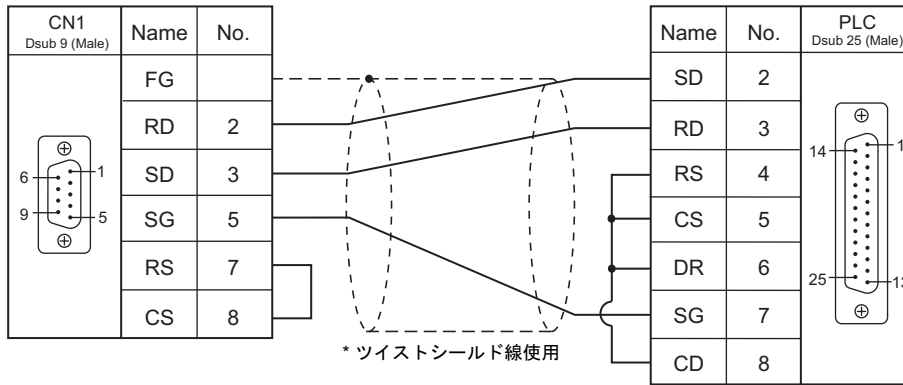 CN1
Dsub 9 (Male)
Name No.
FG
RD 2
SD 3
SG 5
RS 7
CS 8
6
1
9
5
* ツイストシールド線使用
Name No.
PLC
Dsub 25 (Male)
SD 2
RD 3
RS 4
CS 5
DR 6
SG 7
CD 8
14
1
25
13